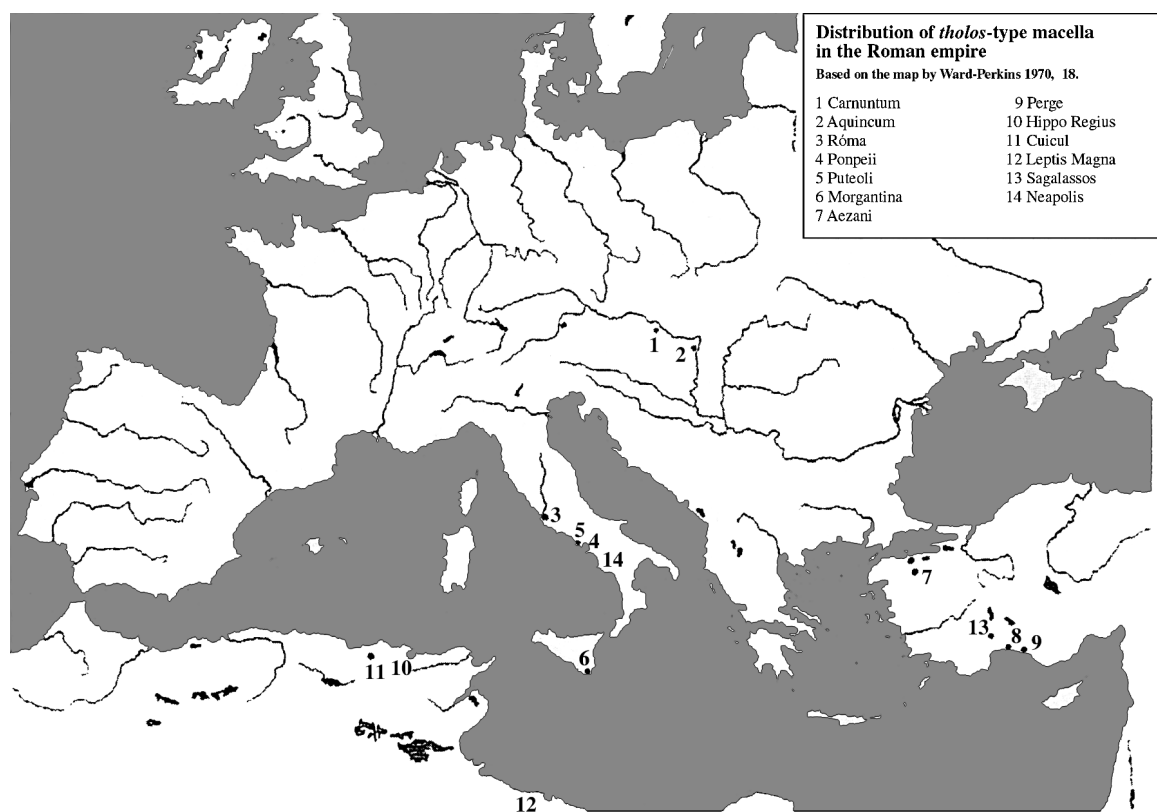 Distribution of tholos-type macella
in the Roman empire
Based on the map by Ward-Perkins 1970, 18.
1 Carnuntum
2 Aquincum
3 Róma
4 Ponpeii
5 Puteoli
6 Morgantina
7 Aezani
9 Perge
10 Hippo Regius
11 Cuicul
12 Leptis Magna
13 Sagalassos
14 Neapolis
1
2
3
5
4
14
7
13
8
9
6
11
10
12